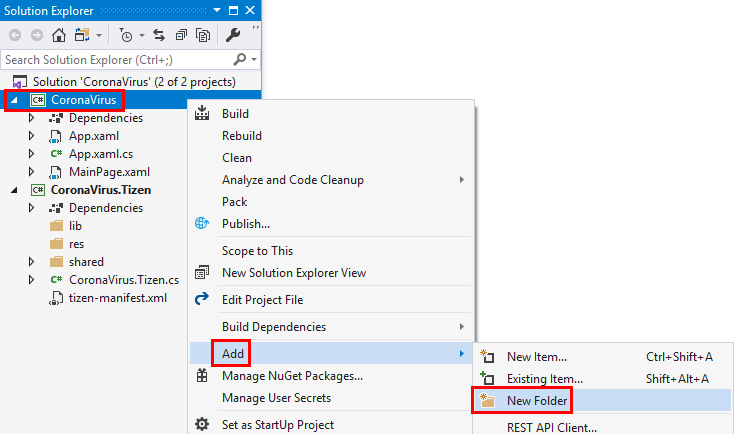 Solution Explorer
Search Solution Explorer (Ctrl+;)
Solution 'CoronaVirus' (2 of 2 projects)
C# CoronaVirus
Dependencies
App.xaml
C# App.xaml.cs
MainPage.xaml
C# CoronaVirus.Tizen
Dependencies
lib
res
shared
C# CoronaVirus.Tizen.cs
tizen-manifest.xml
Build
Rebuild
Clean
Analyze and Code Cleanup
Pack
Publish...
Scope to This
New Solution Explorer View
Edit Project File
Build Dependencies
Add
Manage NuGet Packages...
Manage User Secrets
Set as StartUp Project
New Item... Ctrl+Shift+A
Existing Item... Shift+Alt+A
New Folder
REST API Client...